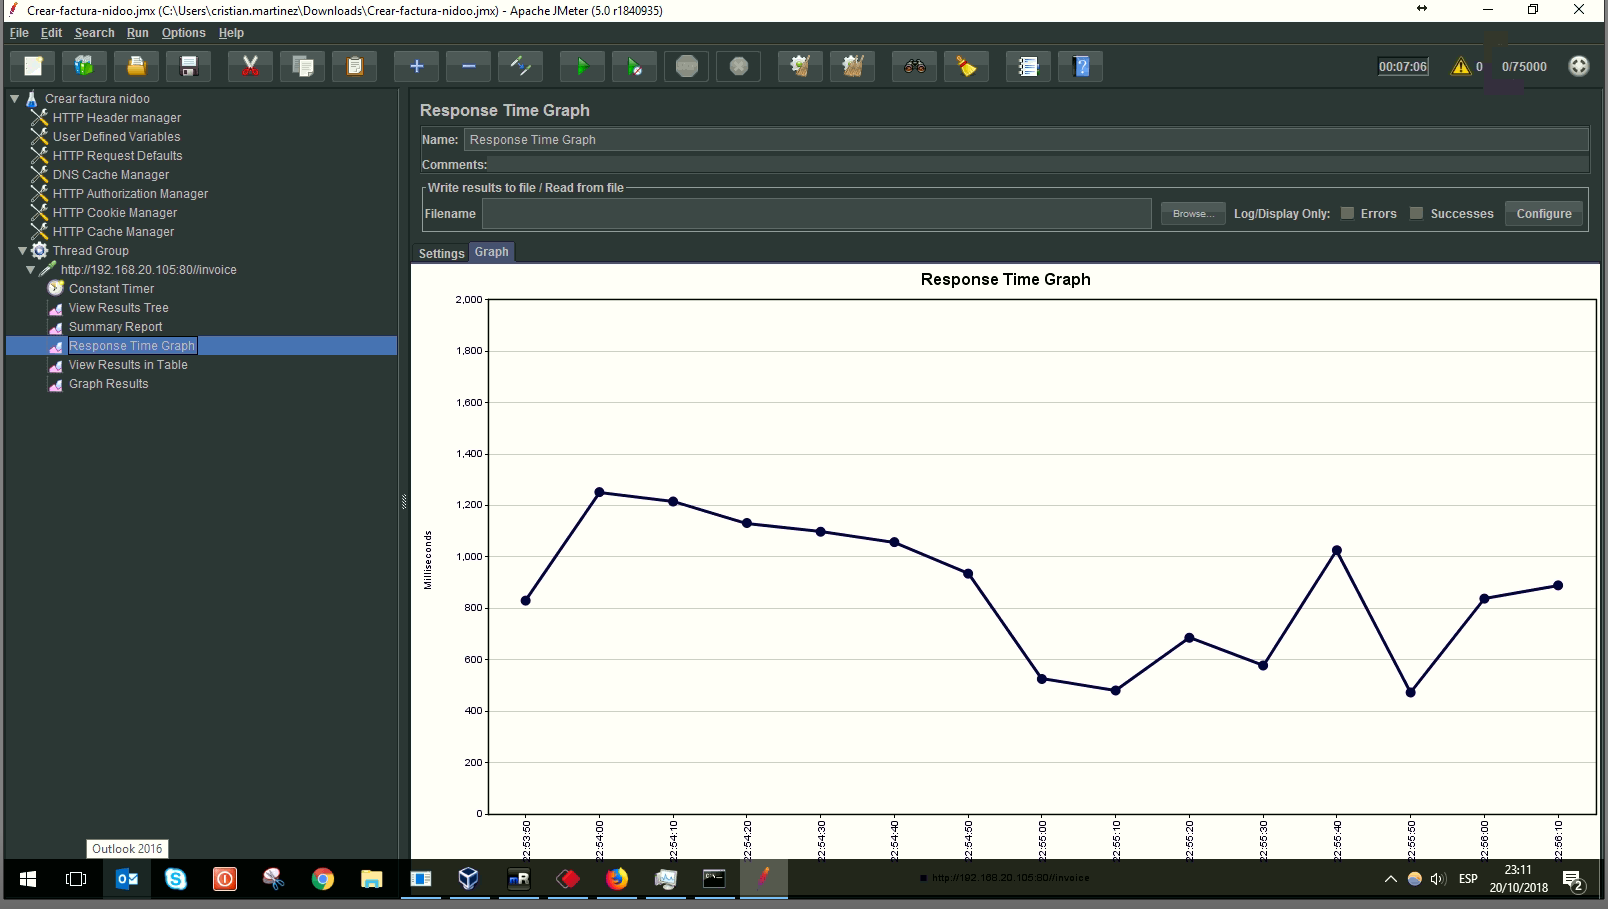 Crear-factura-nidoo.jmx (C:\Users\cristian.martinez\Downloads\Crear-factura-nidoo.jmx) - Apache JMeter (5.0 r1840935)
File Edit Search Run Options Help
00:07:06 0 0/75000
Crear factura nidoo
HTTP Header manager
User Defined Variables
HTTP Request Defaults
DNS Cache Manager
HTTP Authorization Manager
HTTP Cookie Manager
HTTP Cache Manager
Thread Group
http://192.168.20.105:80//invoice
Constant Timer
View Results Tree
Summary Report
Response Time Graph
View Results in Table
Graph Results
Response Time Graph
Name: Response Time Graph
Comments:
Write results to file / Read from file
Filename Browse... Log/Display Only: Errors Successes Configure
Settings Graph
Response Time Graph
2,000
1,800
1,600
1,400
1,200
1,000
800
600
400
200
0
Milliseconds
22:53:50 22:54:00 22:54:10 22:54:20 22:54:30 22:54:40 22:54:50 22:55:00 22:55:10 22:55:20 22:55:30 22:55:40 22:55:50 22:56:00 22:56:10
http://192.168.20.105:80//invoice
Outlook 2016
ESP
23:11
20/10/2018
2